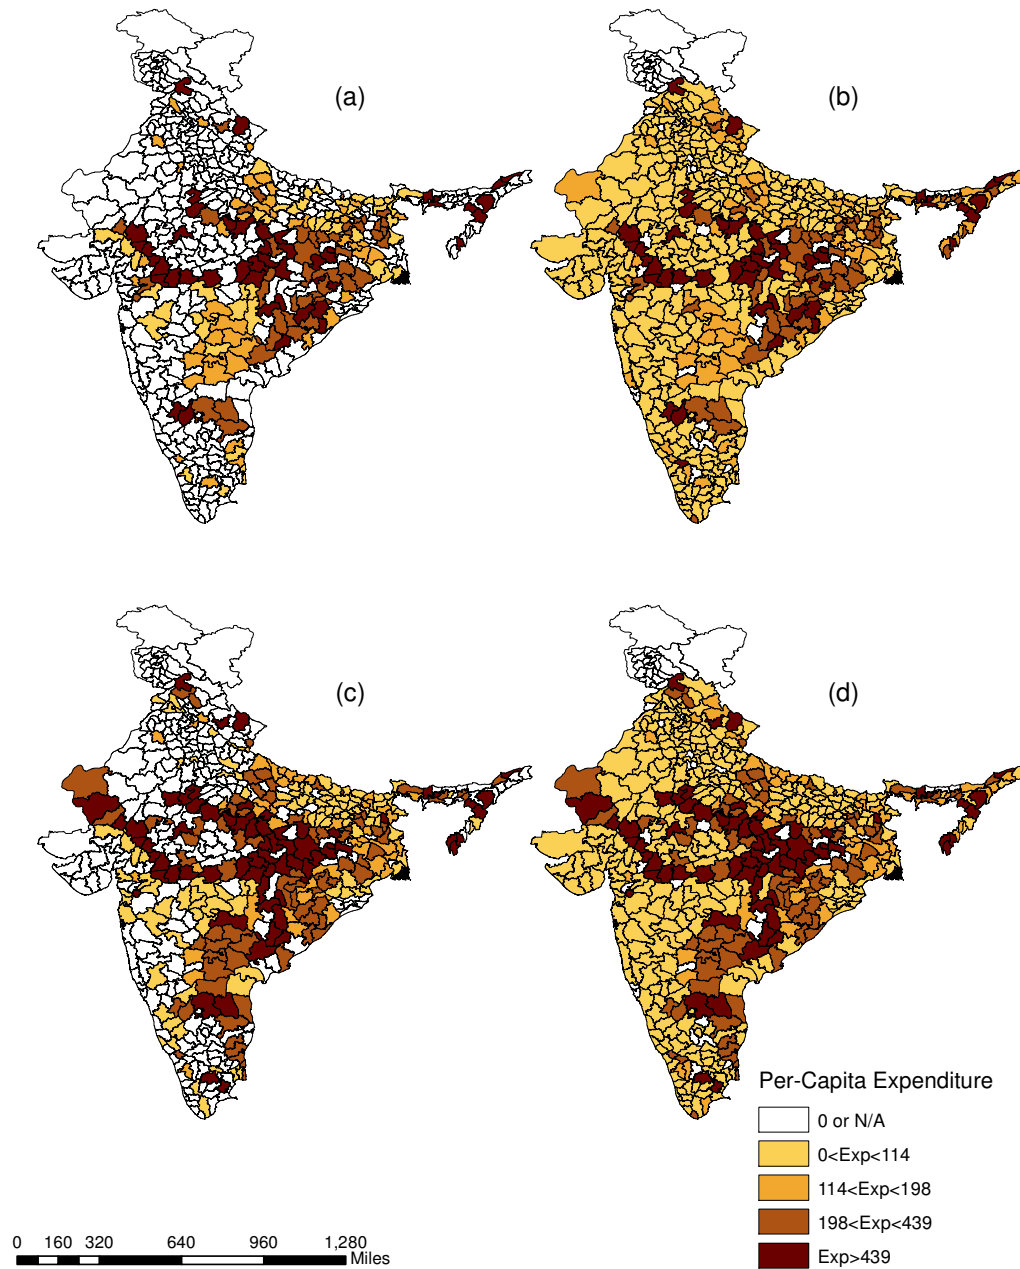 (a)
(b)
(c)
(d)
Per-Capita Expenditure
0 or N/A
0<Exp<114
114<Exp<198
198<Exp<439
Exp>439
0 160 320 640 960 1,280
Miles